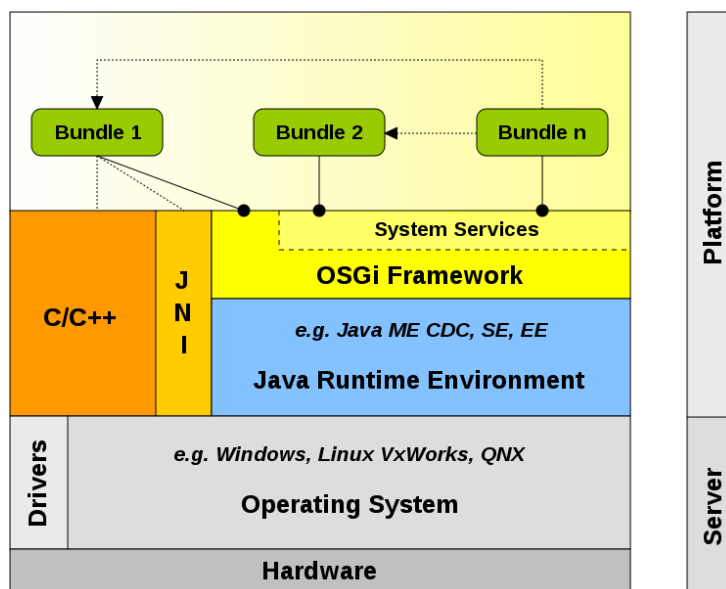 Bundle 1
Bundle 2
Bundle n
System Services
OSGi Framework
C/C++
J
N
I
e.g. Java ME CDC, SE, EE
Java Runtime Environment
Drivers
e.g. Windows, Linux VxWorks, QNX
Operating System
Hardware
Platform
Server